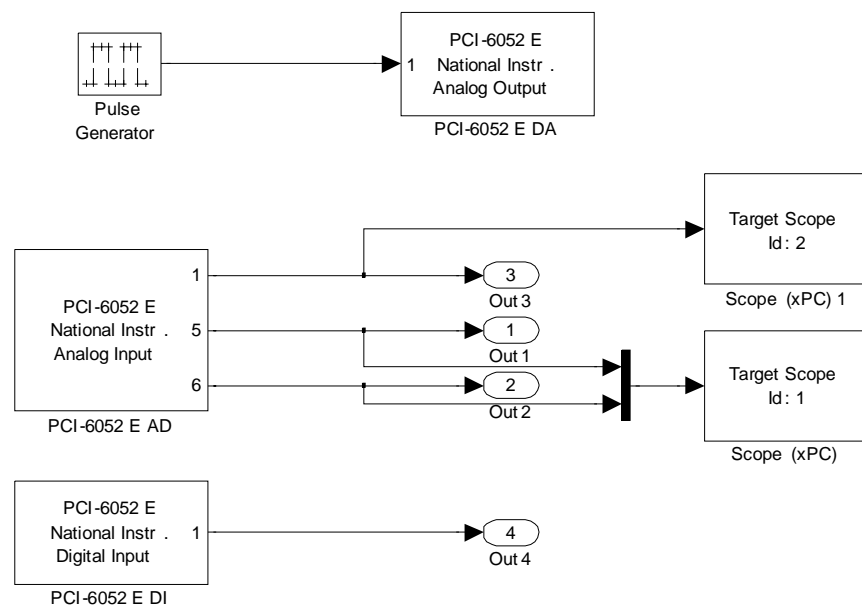 PCI-6052 E
National Instr .
Analog Output
1
PCI-6052 E DA
Pulse
Generator
Target Scope
Id: 2
Scope (xPC) 1
PCI-6052 E
National Instr .
Analog Input
1
5
6
PCI-6052 E AD
3
Out 3
1
Out 1
2
Out 2
Target Scope
Id: 1
Scope (xPC)
PCI-6052 E
National Instr .
Digital Input
1
PCI-6052 E DI
4
Out 4